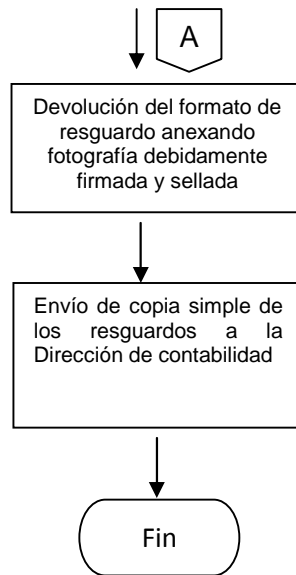 A
Devolución del formato de
resguardo anexando
fotografía debidamente
firmada y sellada
Envío de copia simple de
los resguardos a la
Dirección de contabilidad
Fin